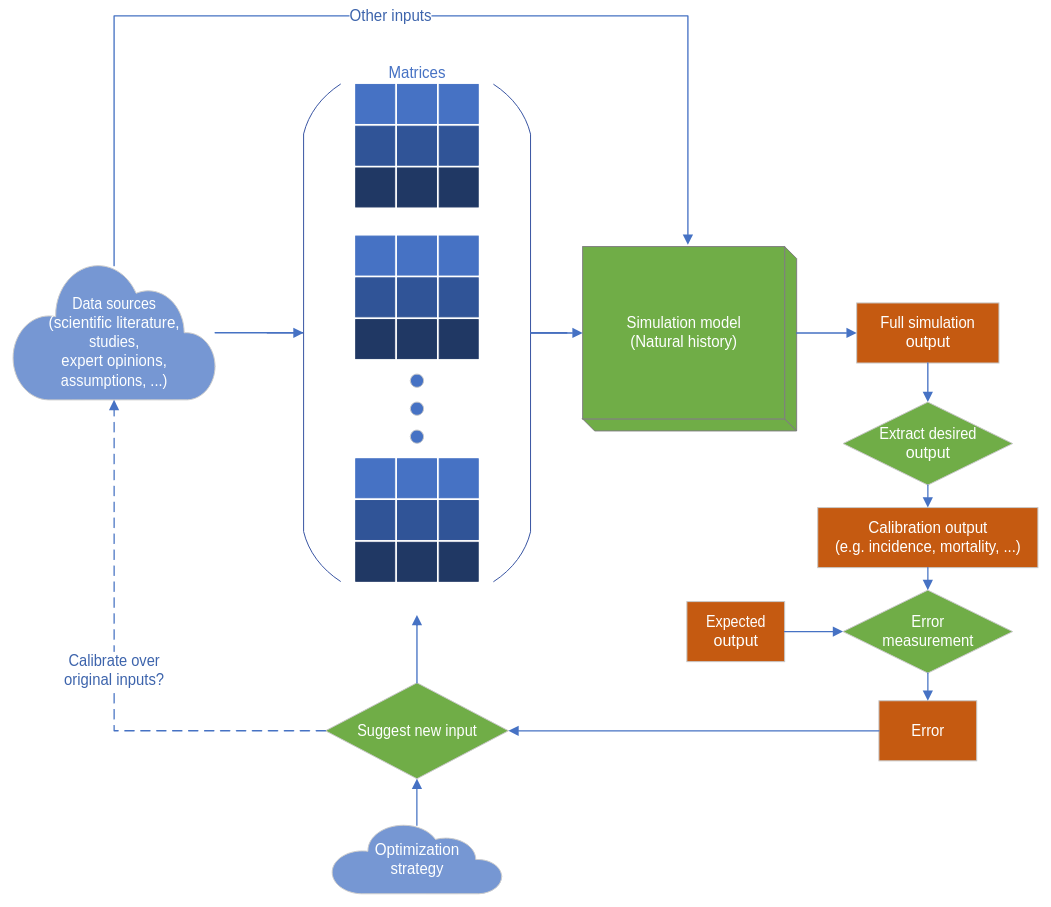 Other inputs
Matrices
Data sources
(scientific literature,
studies,
expert opinions,
assumptions, ...)
Simulation model
(Natural history)
Full simulation
output
Extract desired
output
Calibration output
(e.g. incidence, mortality, ...)
Expected
output
Error
measurement
Calibrate over
original inputs?
Suggest new input
Error
Optimization
strategy